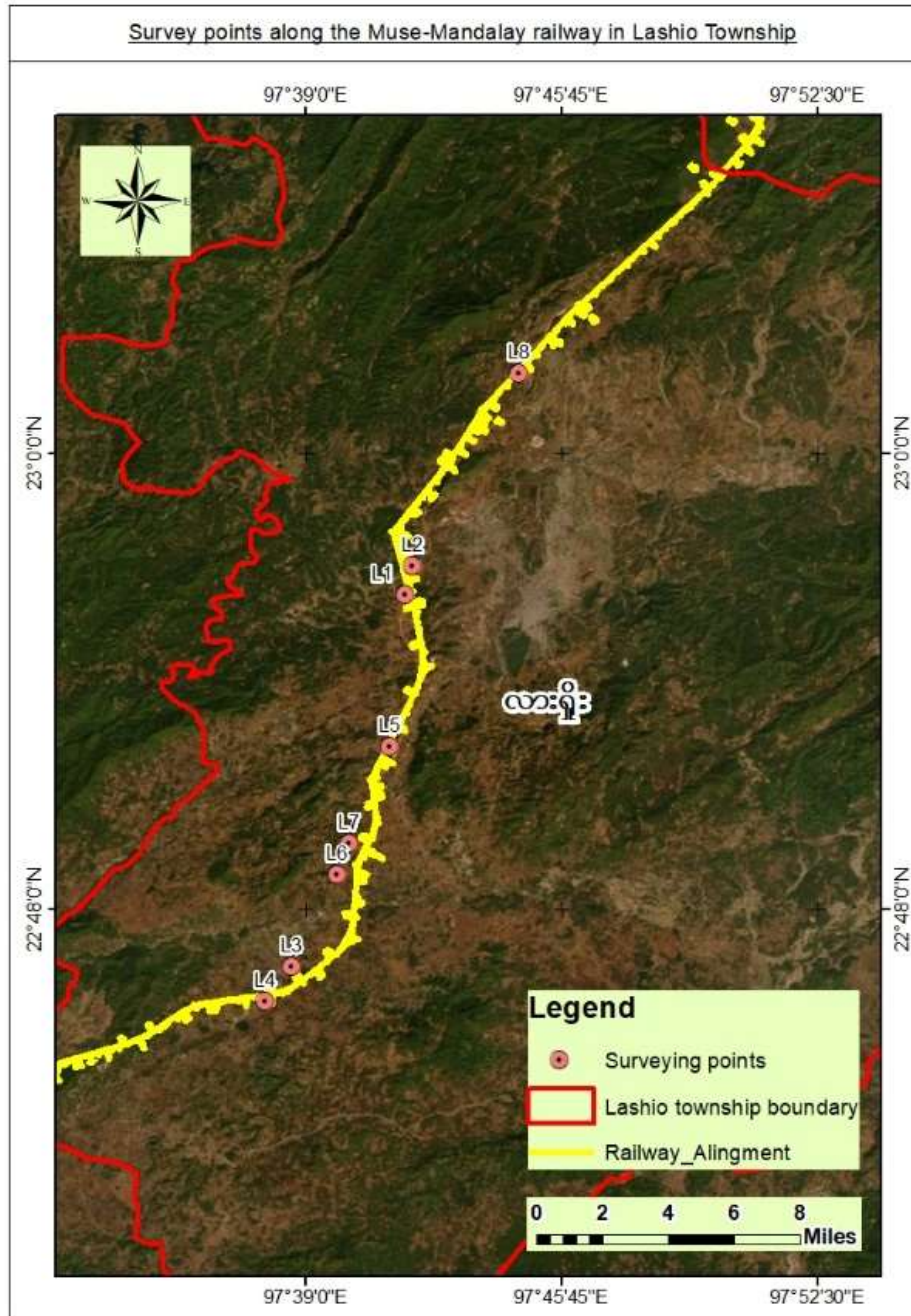 Survey points along the Muse-Mandalay railway in Lashio Township
97°39'0"E 97°45'45"E 97°52'30"E
N
W E
S
L8
23°0'0"N 23°0'0"N
L2
L1
လားရှိုး
L5
L7
L6
22°48'0"N 22°48'0"N
L3
L4
Legend
Surveying points
Lashio township boundary
Railway_Alingment
0 2 4 6 8
Miles
97°39'0"E 97°45'45"E 97°52'30"E